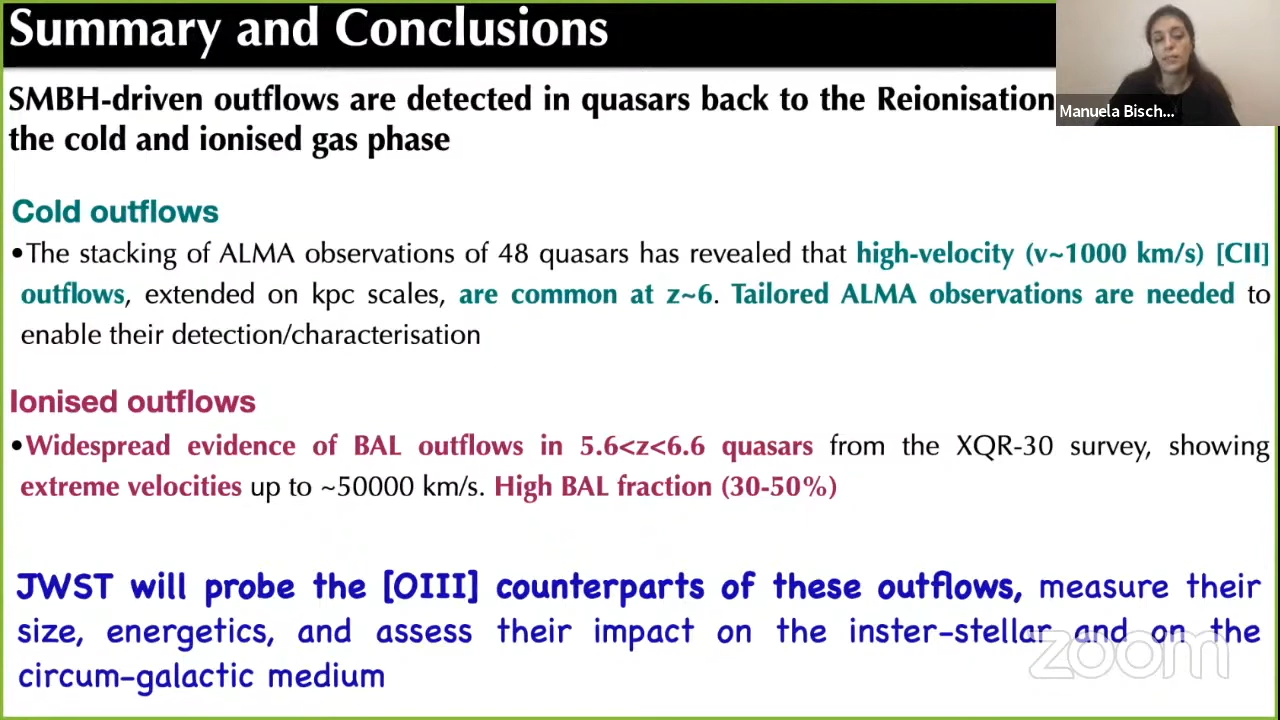 Summary and Conclusions
SMBH-driven outflows are detected in quasars back to the Reionisation
the cold and ionised gas phase
Manuela Bisch...
Cold outflows
•The stacking of ALMA observations of 48 quasars has revealed that high-velocity (v~1000 km/s) [CII]
outflows, extended on kpc scales, are common at z~6. Tailored ALMA observations are needed to
enable their detection/characterisation
Ionised outflows
•Widespread evidence of BAL outflows in 5.6<z<6.6 quasars from the XQR-30 survey, showing
extreme velocities up to ~50000 km/s. High BAL fraction (30-50%)
JWST will probe the [OIII] counterparts of these outflows, measure their
size, energetics, and assess their impact on the inster-stellar and on the
circum-galactic medium
zoom